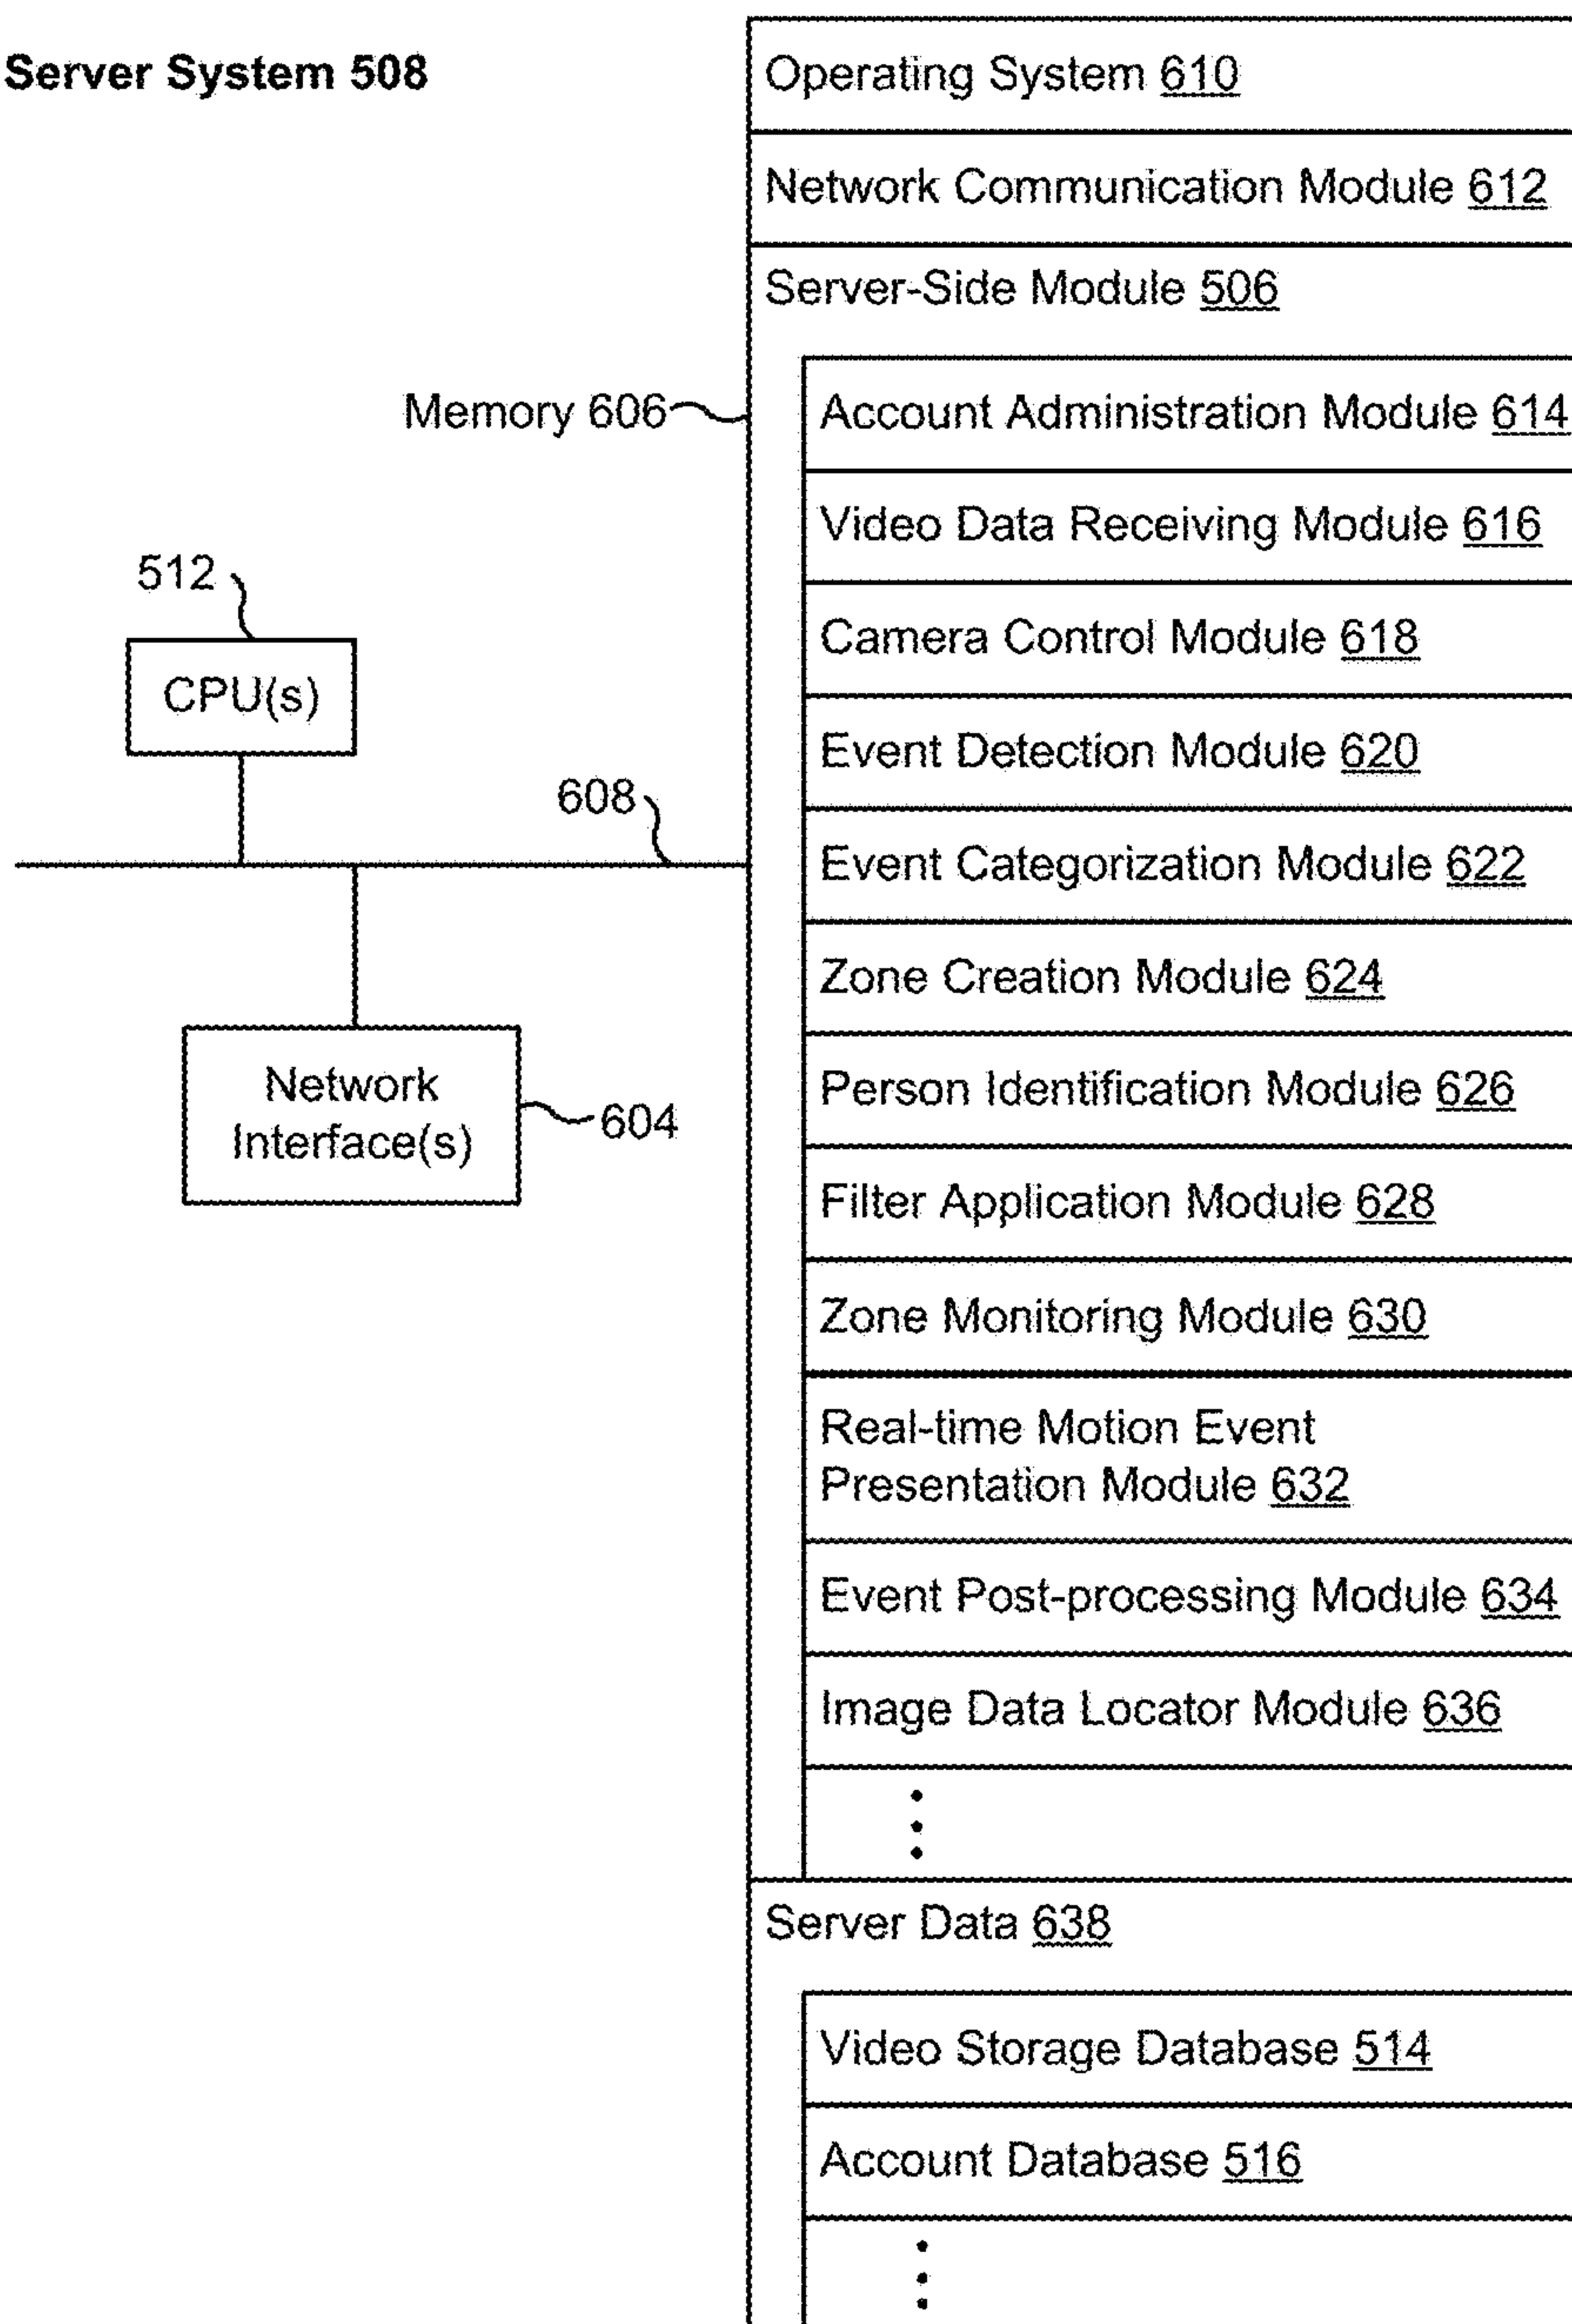 Server System 508
Operating System 610
Network Communication Module 612
Server-Side Module 506
Memory 606
Account Administration Module 614
Video Data Receiving Module 616
512
CPU(s)
Camera Control Module 618
Event Detection Module 620
608
Event Categorization Module 622
Zone Creation Module 624
Network
Interface(s)
604
Person Identification Module 626
Filter Application Module 628
Zone Monitoring Module 630
Real-time Motion Event
Presentation Module 632
Event Post-processing Module 634
Image Data Locator Module 636
Server Data 638
Video Storage Database 514
Account Database 516